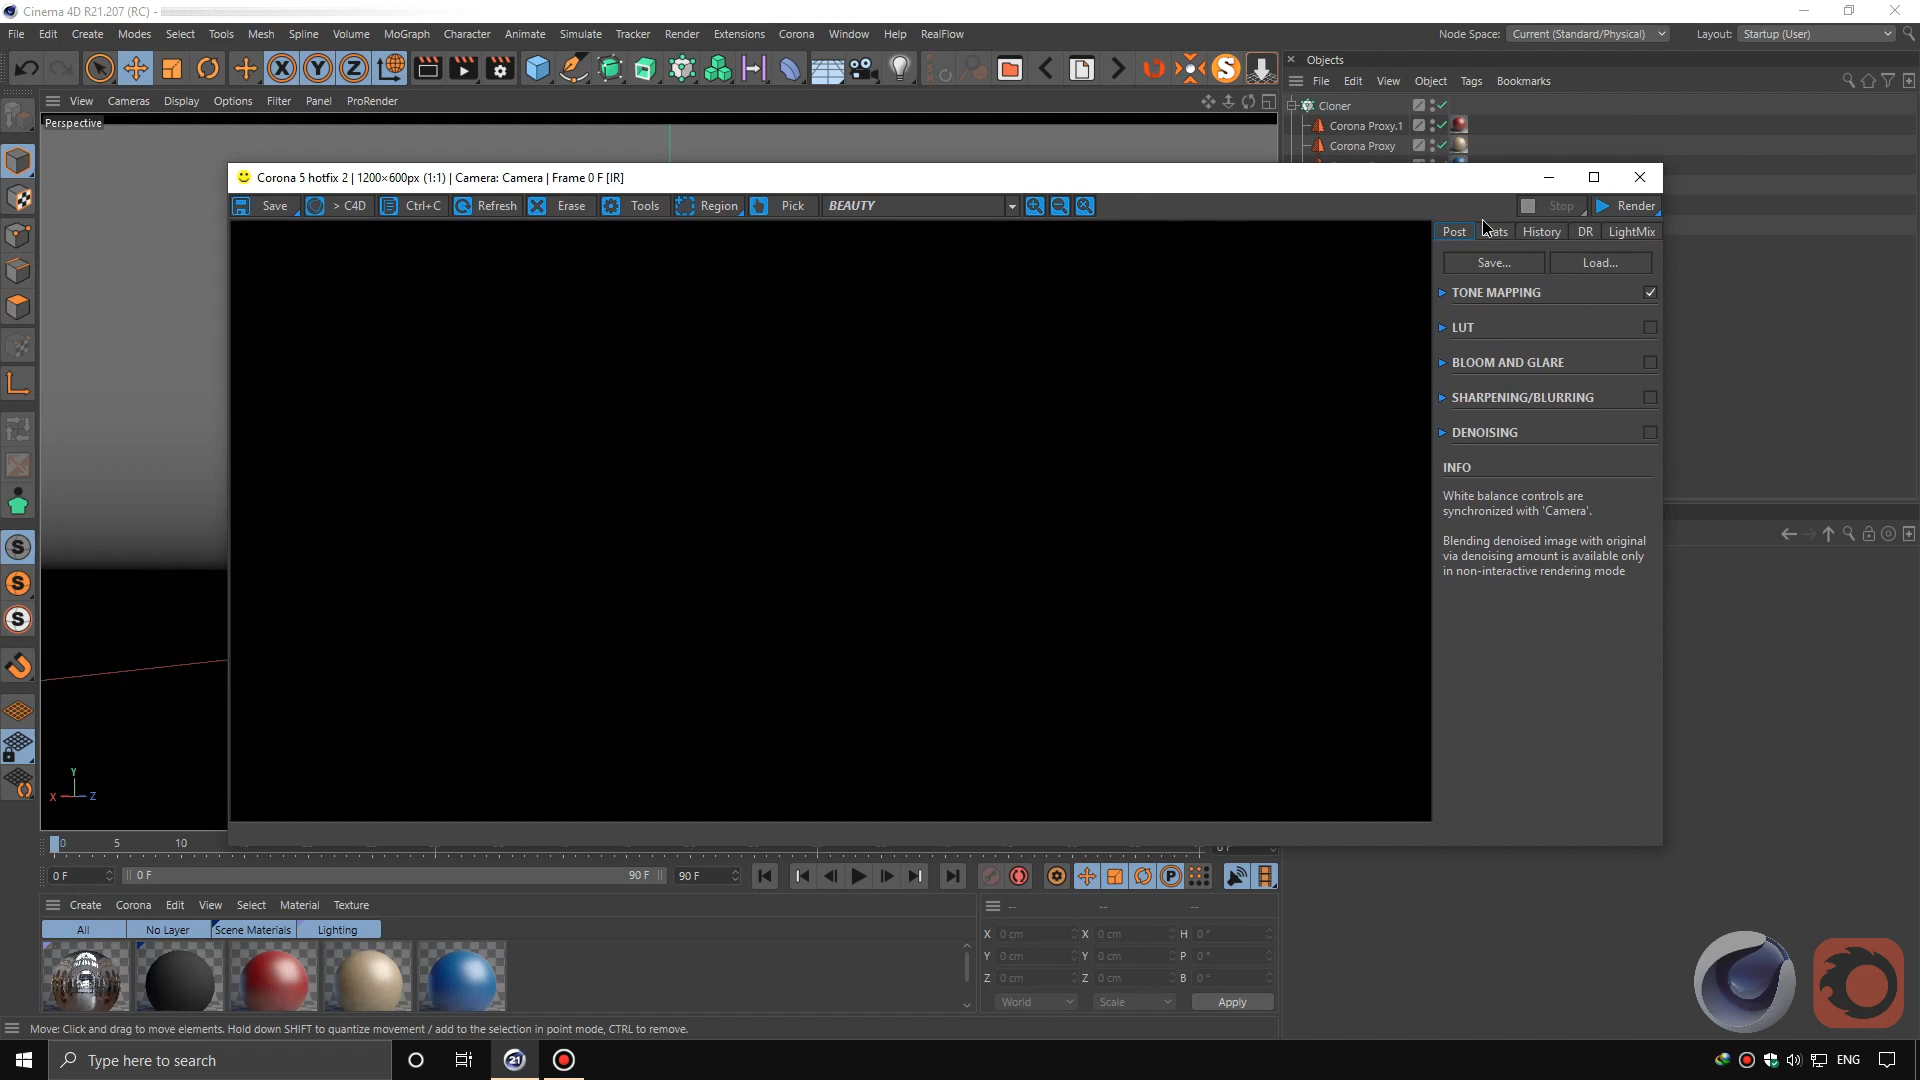 Cinema 4D R21.207 (RC) -
File Edit Create Modes Select Tools Mesh Spline Volume MoGraph Character Animate Simulate Tracker Render Extensions Corona Window Help RealFlow
Node Space: Current (Standard/Physical) Layout: Startup (User)
X Y Z S
Objects
File Edit View Object Tags Bookmarks
View Cameras Display Options Filter Panel ProRender
Perspective
Cloner
Corona Proxy.1
Corona Proxy
Corona 5 hotfix 2 | 1200×600px (1:1) | Camera: Camera | Frame 0 F [IR]
Save > C4D Ctrl+C Refresh Erase Tools Region Pick BEAUTY Stop Render
Post History DR LightMix
Save... Load...
TONE MAPPING
LUT
BLOOM AND GLARE
SHARPENING/BLURRING
DENOISING
INFO
White balance controls are
synchronized with 'Camera'.
Blending denoised image with original
via denoising amount is available only
in non-interactive rendering mode
S
S
S
Y
X Z
0 5 10
0 F 0 F 90 F 90 F P
Create Corona Edit View Select Material Texture
-- -- --
All No Layer Scene Materials Lighting
X 0 cm X 0 cm H 0 °
Y 0 cm Y 0 cm P 0 °
Z 0 cm Z 0 cm B 0 °
World Scale Apply
Move: Click and drag to move elements. Hold down SHIFT to quantize movement / add to the selection in point mode, CTRL to remove.
Type here to search
21
ENG